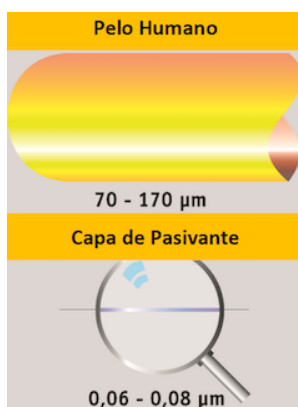 Pelo Humano
70 - 170 µm
Capa de Pasivante
0,06 - 0,08 µm